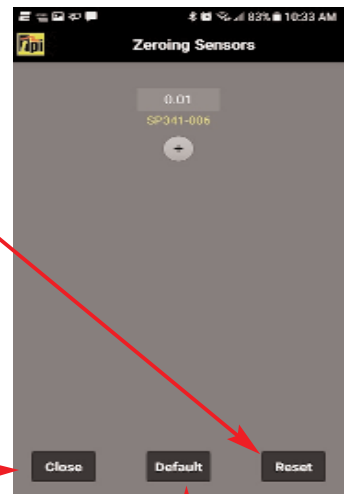 83% 10:33 AM
TPI Zeroing Sensors
0.01
SP341-006
+
Close Default Reset